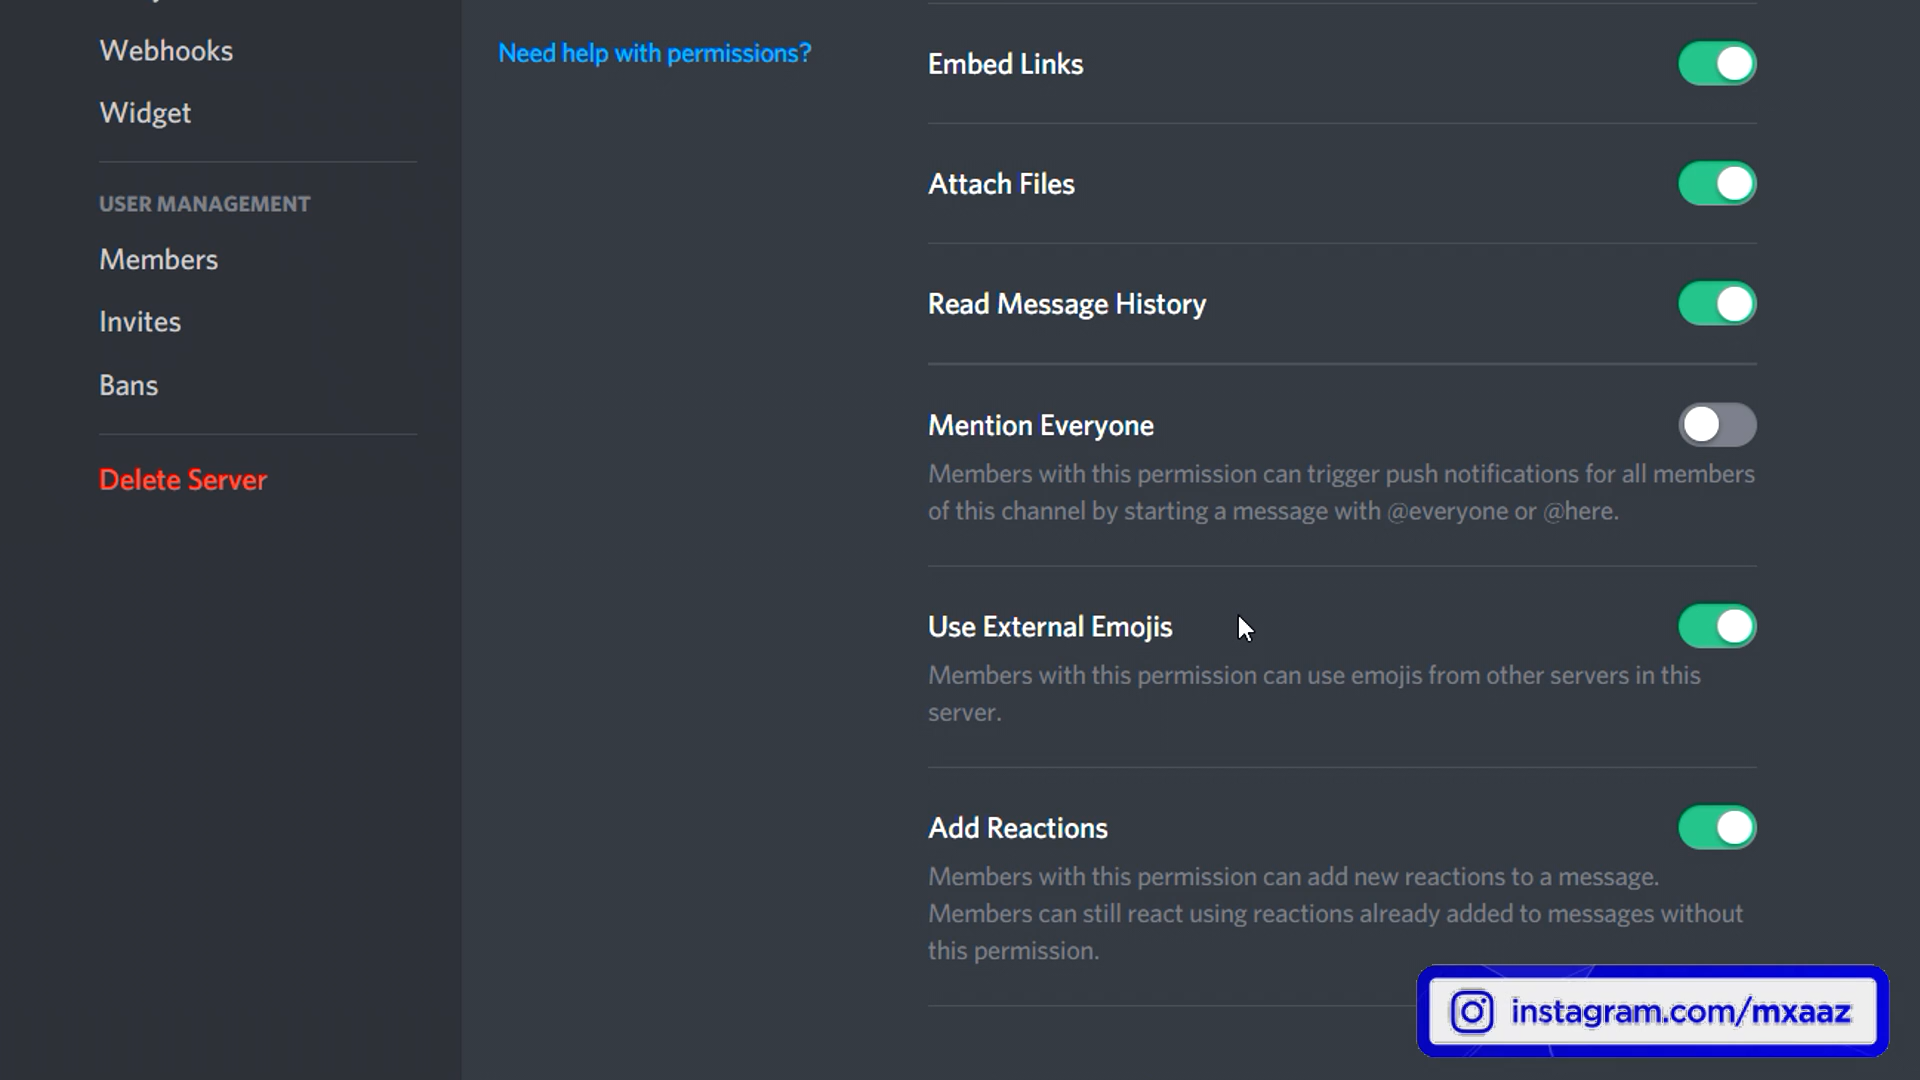 Webhooks
Widget
USER MANAGEMENT
Members
Invites
Bans
Delete Server
Need help with permissions?
Embed Links
Attach Files
Read Message History
Mention Everyone
Members with this permission can trigger push notifications for all members
of this channel by starting a message with @everyone or @here.
Use External Emojis
Members with this permission can use emojis from other servers in this
server.
Add Reactions
Members with this permission can add new reactions to a message.
Members can still react using reactions already added to messages without
this permission.
instagram.com/mxaaz